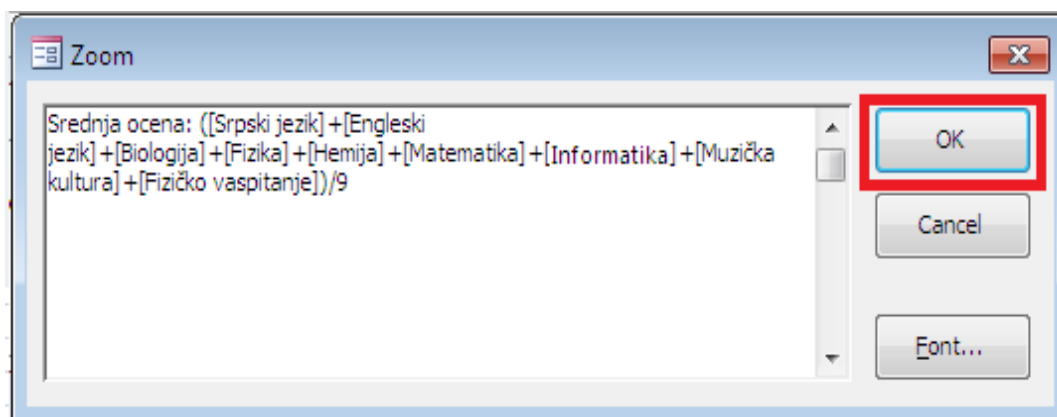 Zoom
Srednja ocena: ([Srpski jezik]+[Engleski
jezik]+[Biologija]+[Fizika]+[Hemija]+[Matematika]+[Informatika]+[Muzička
kultura]+[Fizičko vaspitanje])/9
OK
Cancel
Font...